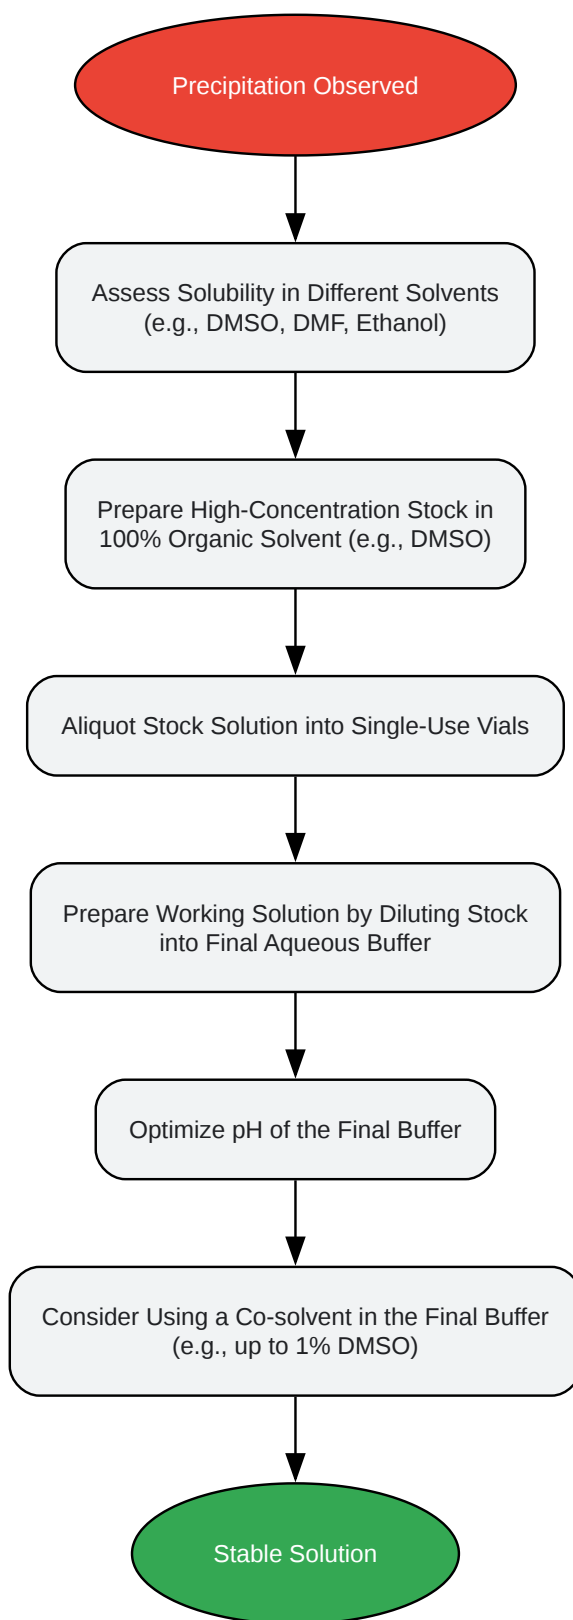 Precipitation Observed
Assess Solubility in Different Solvents
(e.g., DMSO, DMF, Ethanol)
Prepare High-Concentration Stock in
100% Organic Solvent (e.g., DMSO)
Aliquot Stock Solution into Single-Use Vials
Prepare Working Solution by Diluting Stock
into Final Aqueous Buffer
Optimize pH of the Final Buffer
Consider Using a Co-solvent in the Final Buffer
(e.g., up to 1% DMSO)
Stable Solution